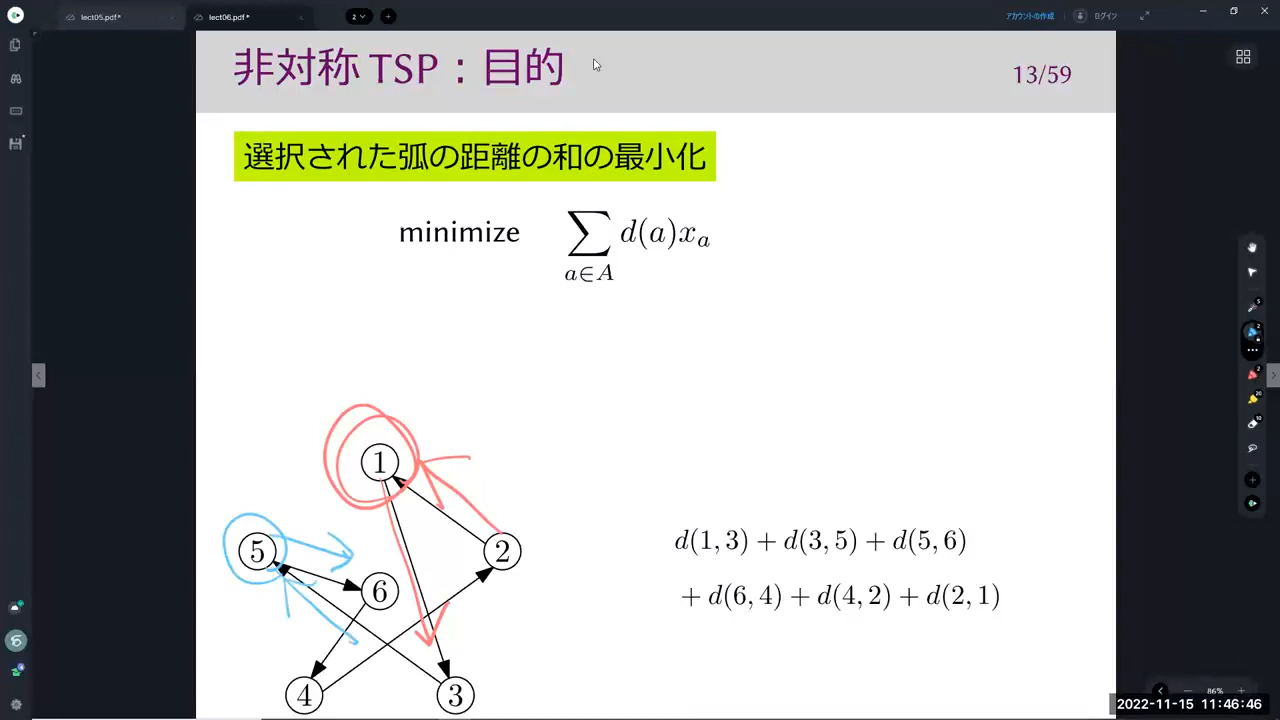 lect05.pdf*
lect06.pdf*
2
アカウントの作成
ログイン
非対称 TSP：目的
13/59
選択された弧の距離の和の最小化
minimize ∑ d(a)xₐ
a∈A
1
5
2
6
4
3
d(1, 3) + d(3, 5) + d(5, 6)
+ d(6, 4) + d(4, 2) + d(2, 1)
86%
2022-11-15 11:46:46